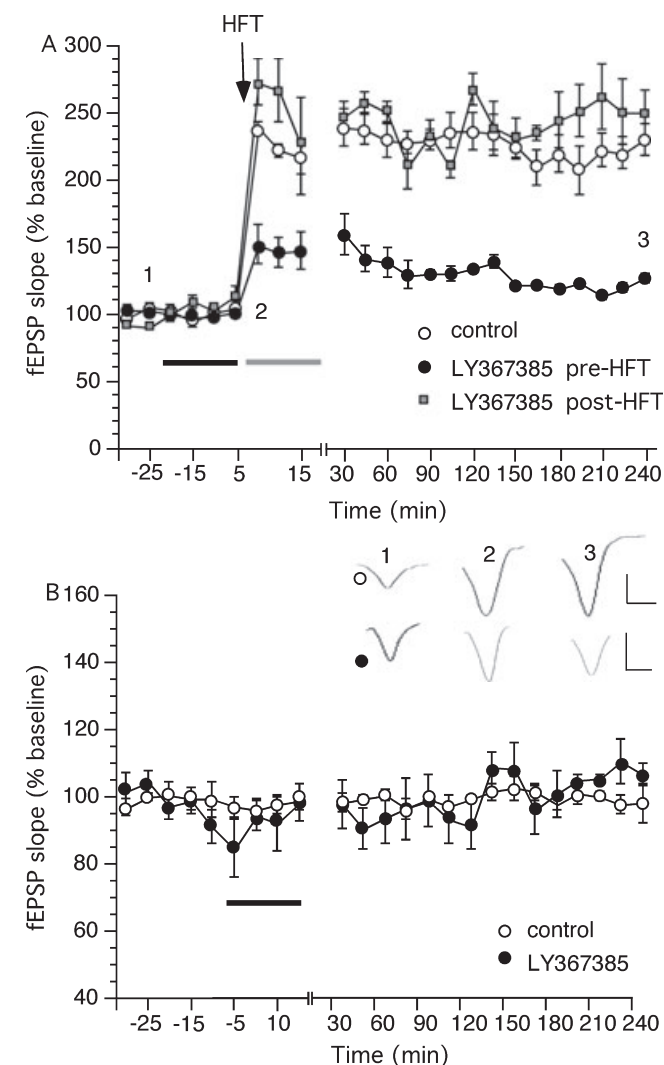 HFT
A
300
250
200
150
100
50
0
fEPSP slope (% baseline)
1
2
3
control
LY367385 pre-HFT
LY367385 post-HFT
-25 -15 5 15 30 60 90 120 150 180 210 240
Time (min)
B
160
140
120
100
80
60
40
fEPSP slope (% baseline)
1 2 3
control
LY367385
-25 -15 -5 10 30 60 90 120 150 180 210 240
Time (min)